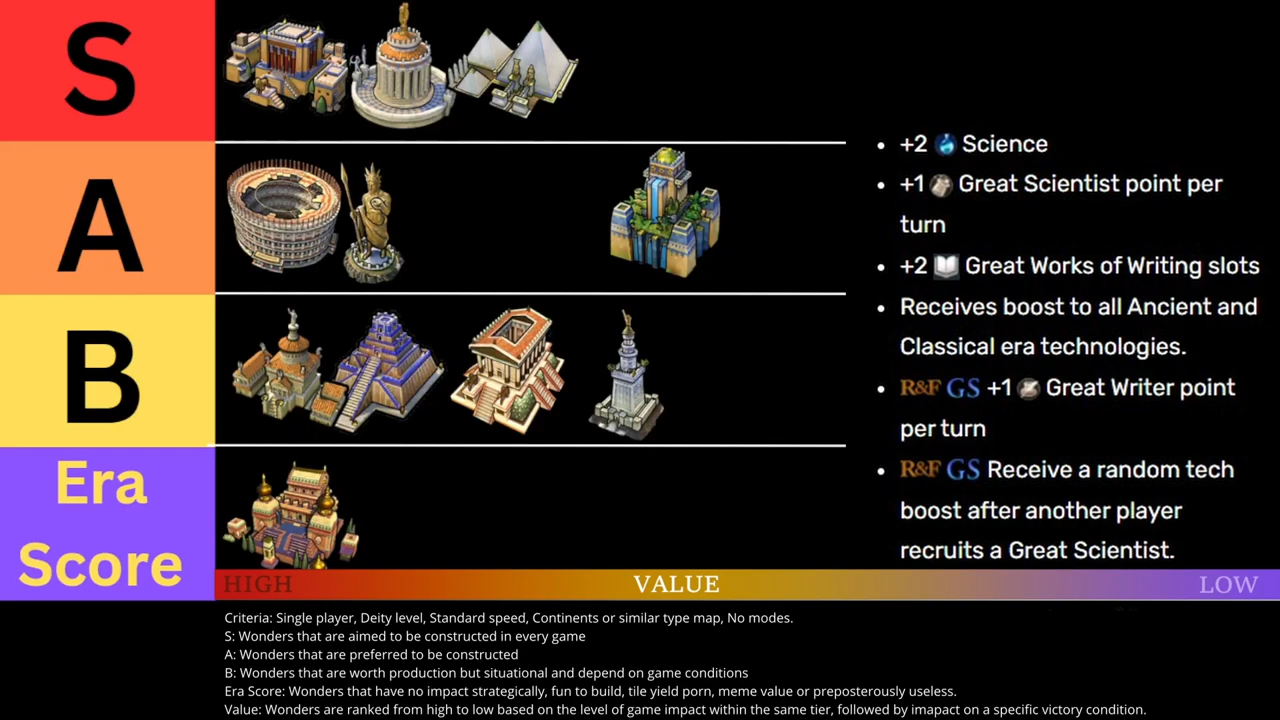 S
A
B
Era
Score
+2 Science
+1 Great Scientist point per
turn
+2 Great Works of Writing slots
Receives boost to all Ancient and
Classical era technologies.
R&F GS +1 Great Writer point
per turn
R&F GS Receive a random tech
boost after another player
recruits a Great Scientist.
HIGH VALUE LOW
Criteria: Single player, Deity level, Standard speed, Continents or similar type map, No modes.
S: Wonders that are aimed to be constructed in every game
A: Wonders that are preferred to be constructed
B: Wonders that are worth production but situational and depend on game conditions
Era Score: Wonders that have no impact strategically, fun to build, tile yield porn, meme value or preposterously useless.
Value: Wonders are ranked from high to low based on the level of game impact within the same tier, followed by imapact on a specific victory condition.